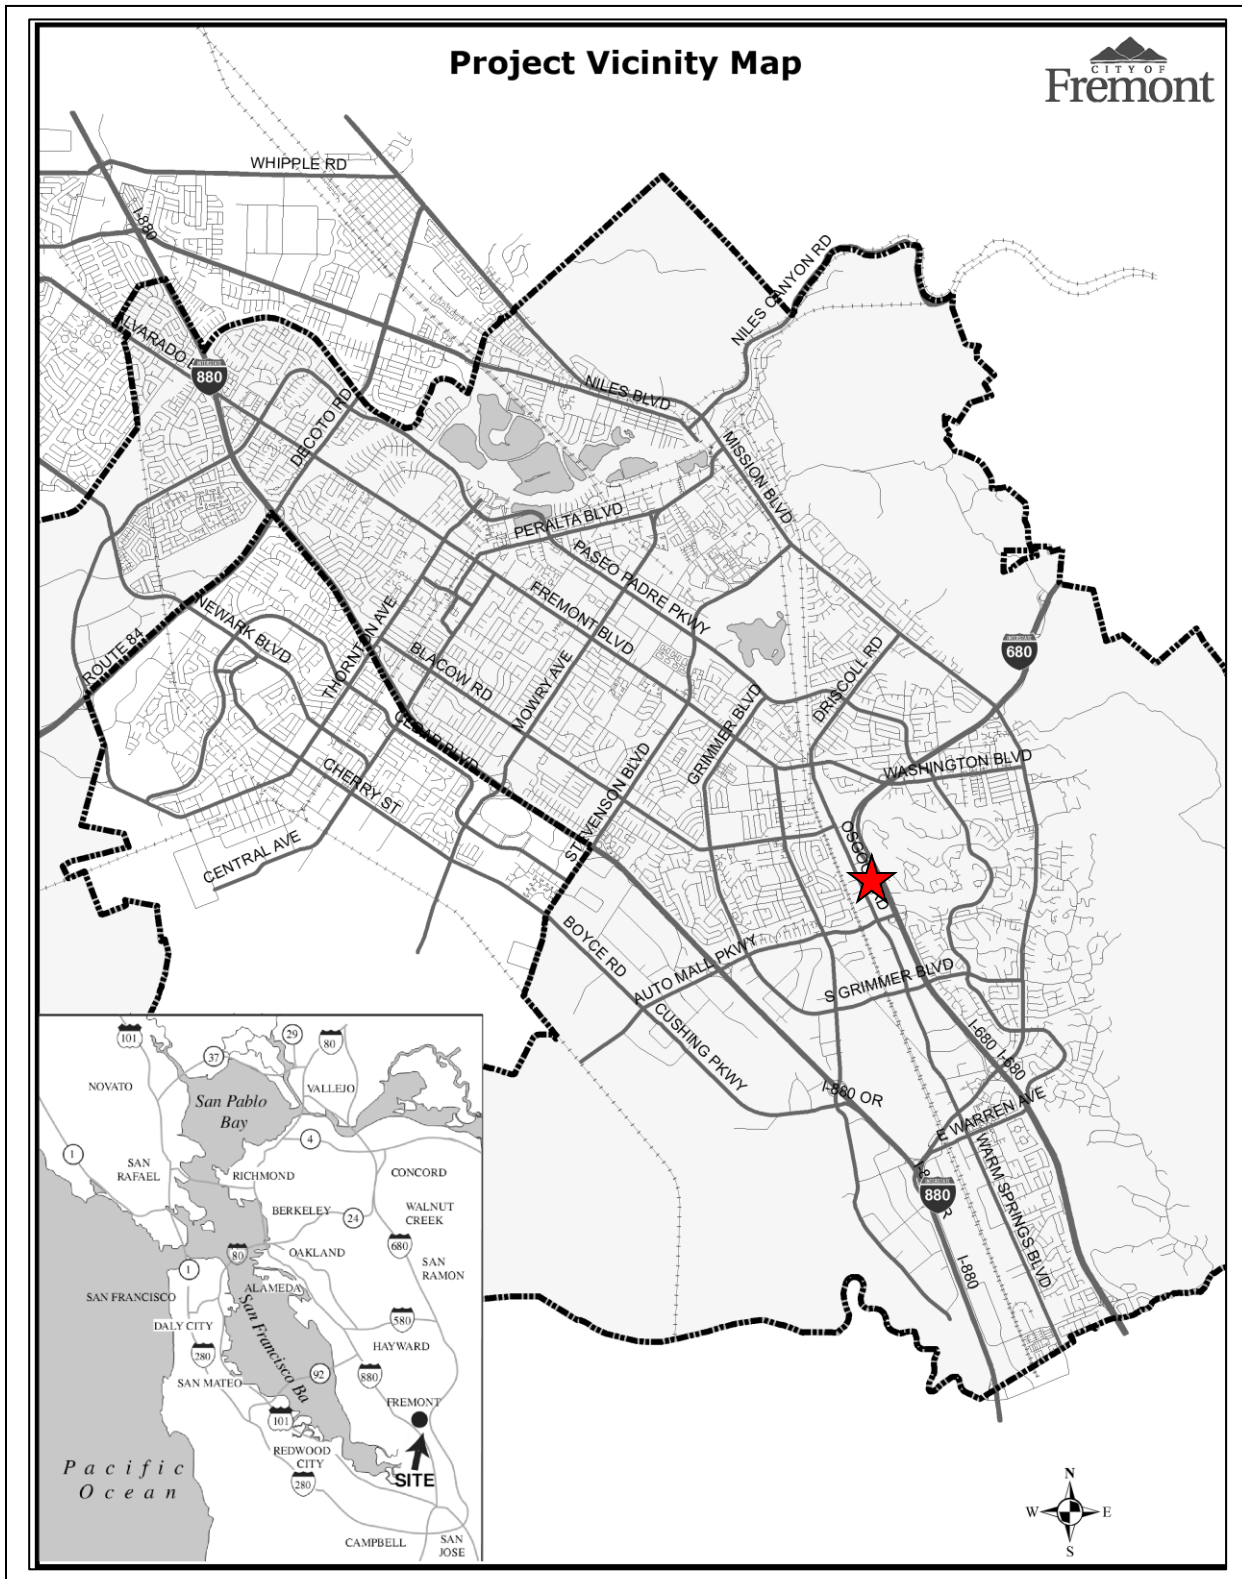 Project Vicinity Map
CITY OF
Fremont
WHIPPLE RD
I-880
NILES CANYON RD
880
DECOTO RD
NILES BLVD
MISSION BLVD
PERALTA BLVD
PASEO PADRE PKWY
FREMONT BLVD
NEWARK BLVD
ROUTE 84
THORNTON AVE
BLACOW RD
MOWRY AVE
INTERSTATE
680
DRISCOLL RD
GRIMMER BLVD
CEDAR BLVD
STEVENSON BLVD
WASHINGTON BLVD
CHERRY ST
CENTRAL AVE
BOYCE RD
AUTO MALL PKWY
S GRIMMER BLVD
CUSHING PKWY
I-680
I-680
I-880 OR
E WARREN AVE
WARM SPRINGS BLVD
INTERSTATE
880
I-880
101
37
29
80
NOVATO
VALLEJO
San Pablo
Bay
4
1
SAN
RAFAEL
RICHMOND
CONCORD
BERKELEY
24
WALNUT
CREEK
80
OAKLAND
680
SAN
RAMON
1
ALAMEDA
SAN FRANCISCO
DALY CITY
San Francisco Ba
580
HAYWARD
280
92
880
SAN MATEO
FREMONT
101
REDWOOD
CITY
SITE
280
Pacific
Ocean
CAMPBELL
SAN
JOSE
N
W
E
S